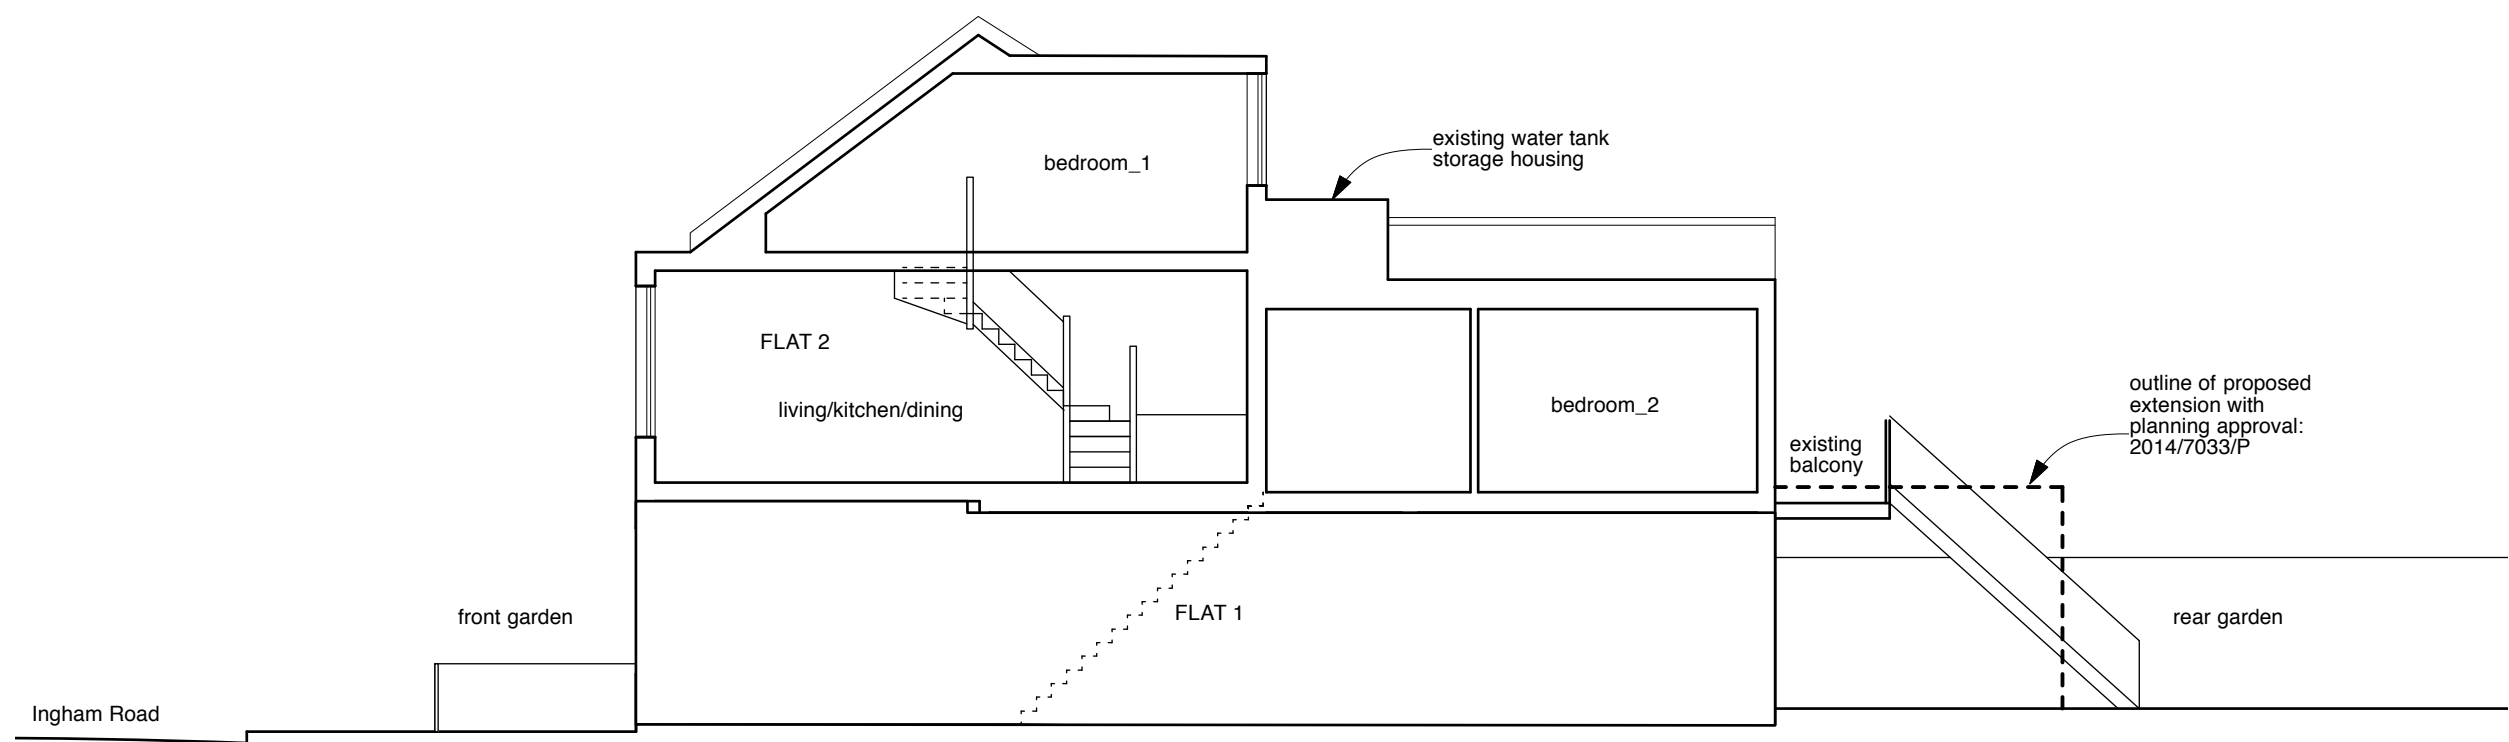 existing water tank
storage housing
bedroom_1
FLAT 2
living/kitchen/dining
bedroom_2
existing
balcony
outline of proposed
extension with
planning approval:
2014/7033/P
front garden
FLAT 1
rear garden
Ingham Road